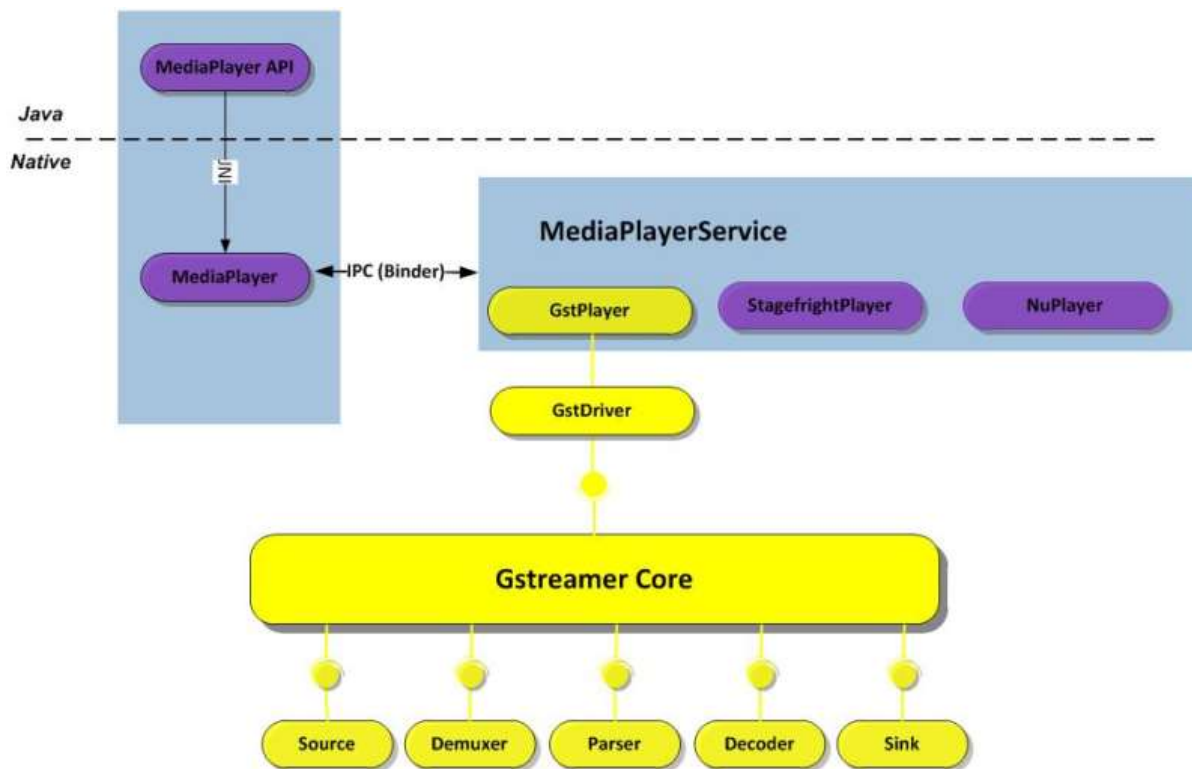 MediaPlayer API
Java
Native
JNI
MediaPlayerService
MediaPlayer
IPC (Binder)
GstPlayer
StagefrightPlayer
NuPlayer
GstDriver
Gstreamer Core
Source
Demuxer
Parser
Decoder
Sink